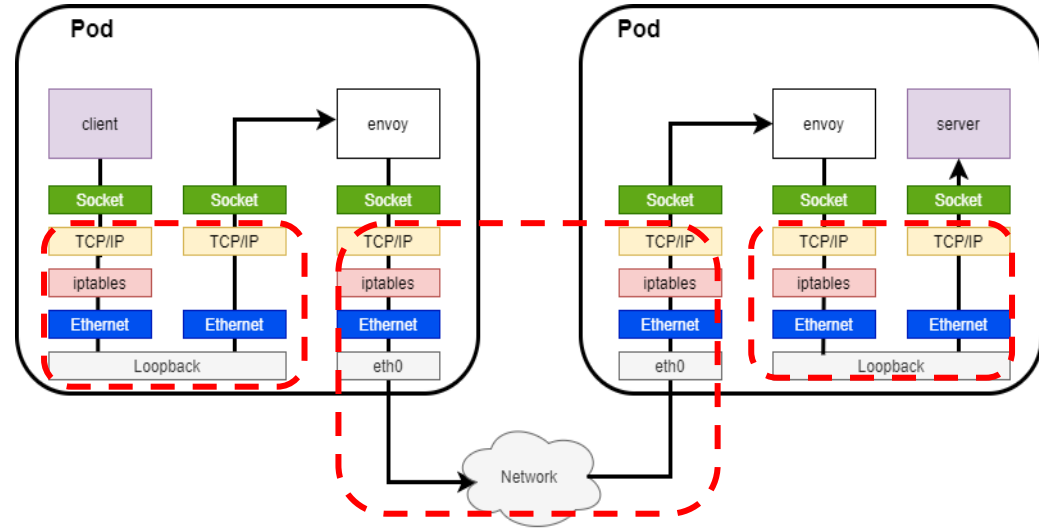 Pod
Pod
client
envoy
envoy
server
Socket
Socket
Socket
Socket
Socket
Socket
TCP/IP
TCP/IP
TCP/IP
TCP/IP
TCP/IP
TCP/IP
iptables
iptables
iptables
iptables
Ethernet
Ethernet
Ethernet
Ethernet
Ethernet
Ethernet
Loopback
eth0
eth0
Loopback
Network